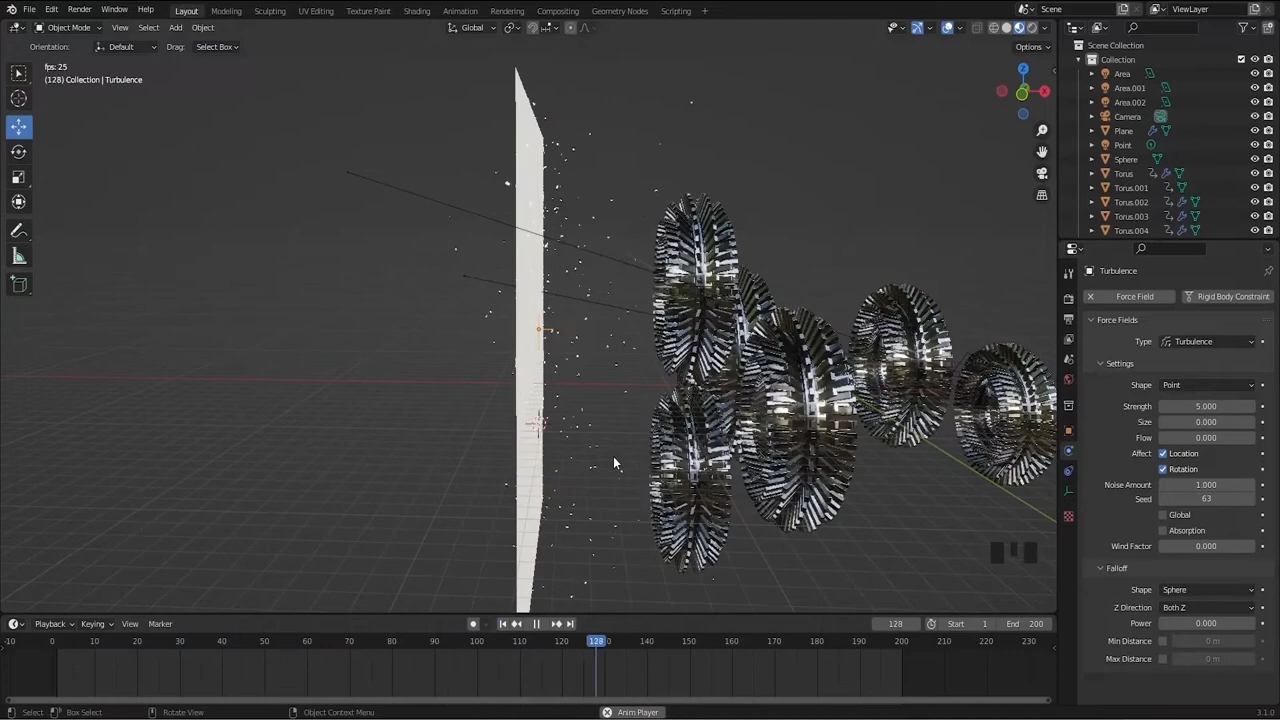 File Edit Render Window Help Layout Modeling Sculpting UV Editing Texture Paint Shading Animation Rendering Compositing Geometry Nodes Scripting + Scene ViewLayer
Object Mode View Select Add Object Global
Orientation: Default Drag: Select Box Options
fps: 25
(128) Collection | Turbulence
Z
X
Scene Collection
Collection
Area
Area.001
Area.002
Camera
Plane
Point
Sphere
Torus
Torus.001
Torus.002
Torus.003
Torus.004
Turbulence
Force Field Rigid Body Constraint
Force Fields
Type Turbulence
Settings
Shape Point
Strength 5.000
Size 0.000
Flow 0.000
Affect Location
Rotation
Noise Amount 1.000
Seed 63
Global
Absorption
Wind Factor 0.000
Falloff
Shape Sphere
Z Direction Both Z
Power 0.000
Min Distance 0 m
Max Distance 0 m
Playback Keying View Marker 128 Start 1 End 200
-10 0 10 20 30 40 50 60 70 80 90 100 110 120 128 0 140 150 160 170 180 190 200 210 220 230
Select Box Select Rotate View Object Context Menu Anim Player 3.1.0